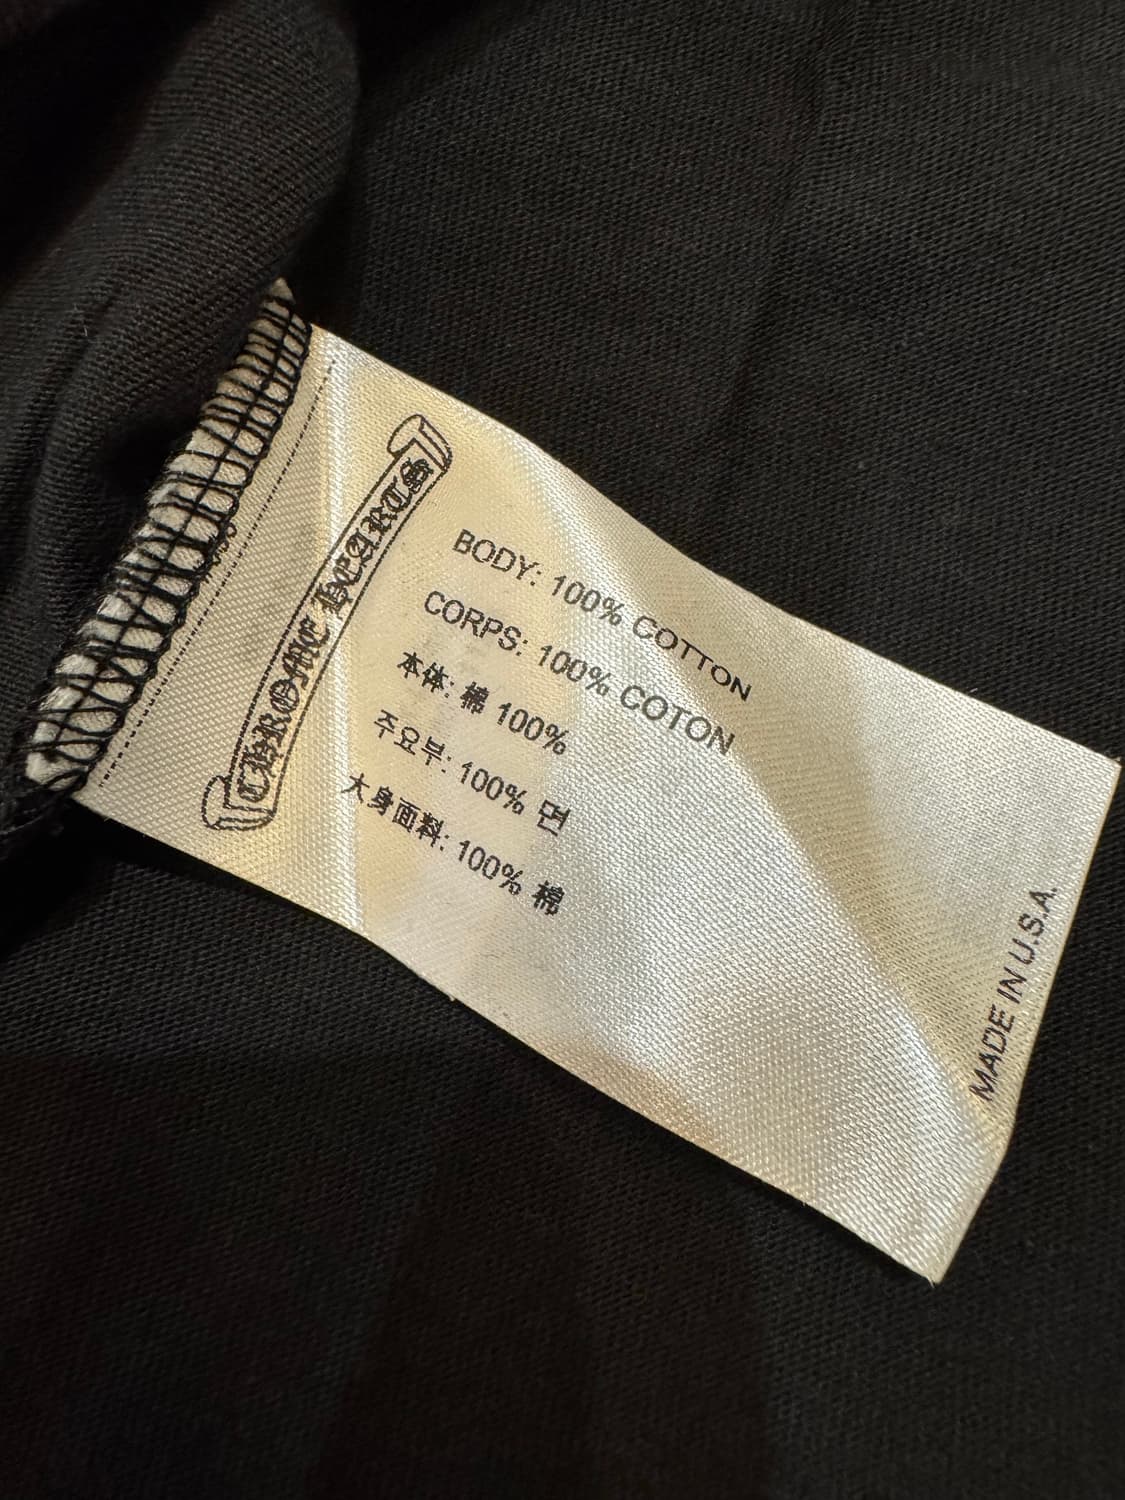 CHROME HEARTS
BODY: 100% COTTON
CORPS: 100% COTON
本体: 棉 100%
주요부: 100% 면
大身面料: 100% 棉
MADE IN U.S.A.